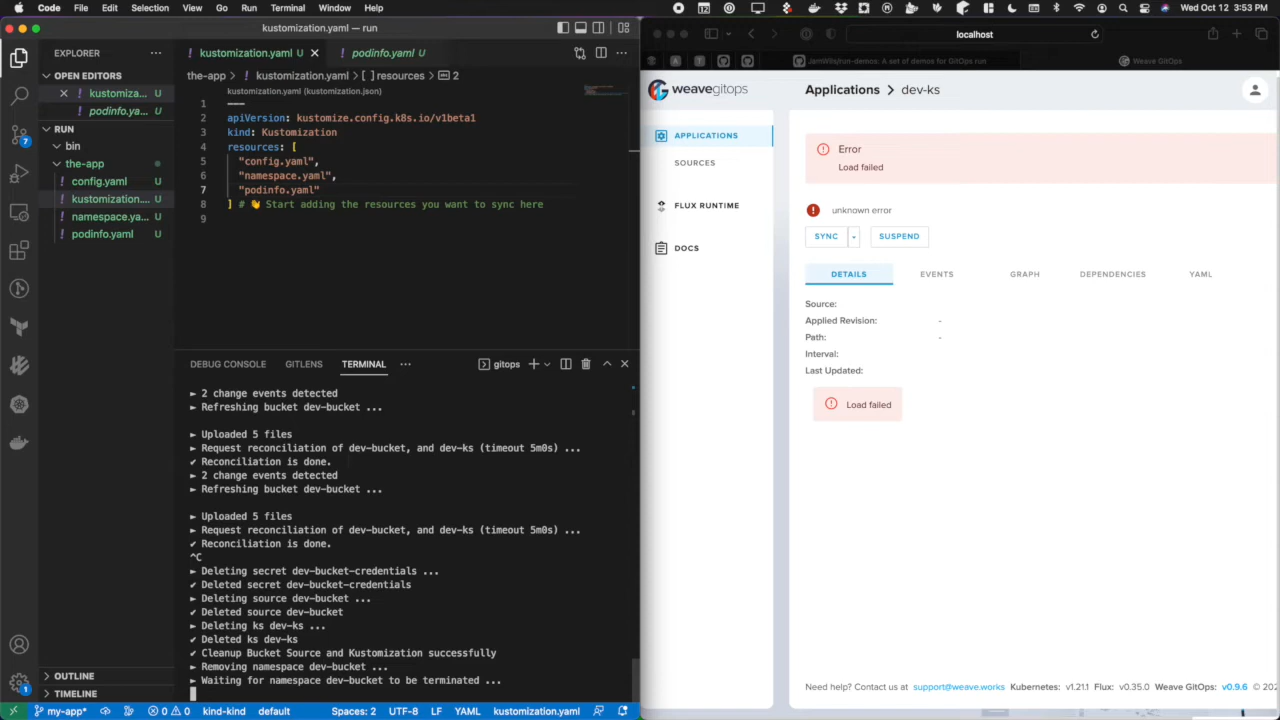 Code File Edit Selection View Go Run Terminal Window Help
Wed Oct 12 3:53 PM
kustomization.yaml — run
EXPLORER
OPEN EDITORS
kustomiza...
podinfo.ya...
RUN
bin
the-app
config.yaml U
kustomization.... U
namespace.ya... U
podinfo.yaml U
OUTLINE
TIMELINE
kustomization.yaml U
podinfo.yaml U
the-app > kustomization.yaml > [ ] resources > 2
kustomization.yaml (kustomization.json)
1 ---
2 apiVersion: kustomize.config.k8s.io/v1beta1
3 kind: Kustomization
4 resources: [
5 "config.yaml",
6 "namespace.yaml",
7 "podinfo.yaml"
8 ] # 👋 Start adding the resources you want to sync here
9
DEBUG CONSOLE GITLENS TERMINAL ··· gitops
► 2 change events detected
► Refreshing bucket dev-bucket ...
► Uploaded 5 files
► Request reconciliation of dev-bucket, and dev-ks (timeout 5m0s) ...
✔ Reconciliation is done.
► 2 change events detected
► Refreshing bucket dev-bucket ...
► Uploaded 5 files
► Request reconciliation of dev-bucket, and dev-ks (timeout 5m0s) ...
✔ Reconciliation is done.
^C
► Deleting secret dev-bucket-credentials ...
✔ Deleted secret dev-bucket-credentials
► Deleting source dev-bucket ...
✔ Deleted source dev-bucket
► Deleting ks dev-ks ...
✔ Deleted ks dev-ks
✔ Cleanup Bucket Source and Kustomization successfully
► Removing namespace dev-bucket ...
► Waiting for namespace dev-bucket to be terminated ...
my-app* 0 0 tbd-kind default Spaces: 2 UTF-8 LF YAML kustomization.yaml
localhost
JamWils/run-demos: A set of demos for GitOps run
Weave GitOps
weavegitops
APPLICATIONS
SOURCES
FLUX RUNTIME
DOCS
Applications > dev-ks
Error
Load failed
unknown error
SYNC SUSPEND
DETAILS EVENTS GRAPH DEPENDENCIES YAML
Source:
Applied Revision: -
Path: -
Interval:
Last Updated:
Load failed
Need help? Contact us at support@weave.works Kubernetes: v1.21.1 Flux: v0.35.0 Weave GitOps: v0.9.6 © 202